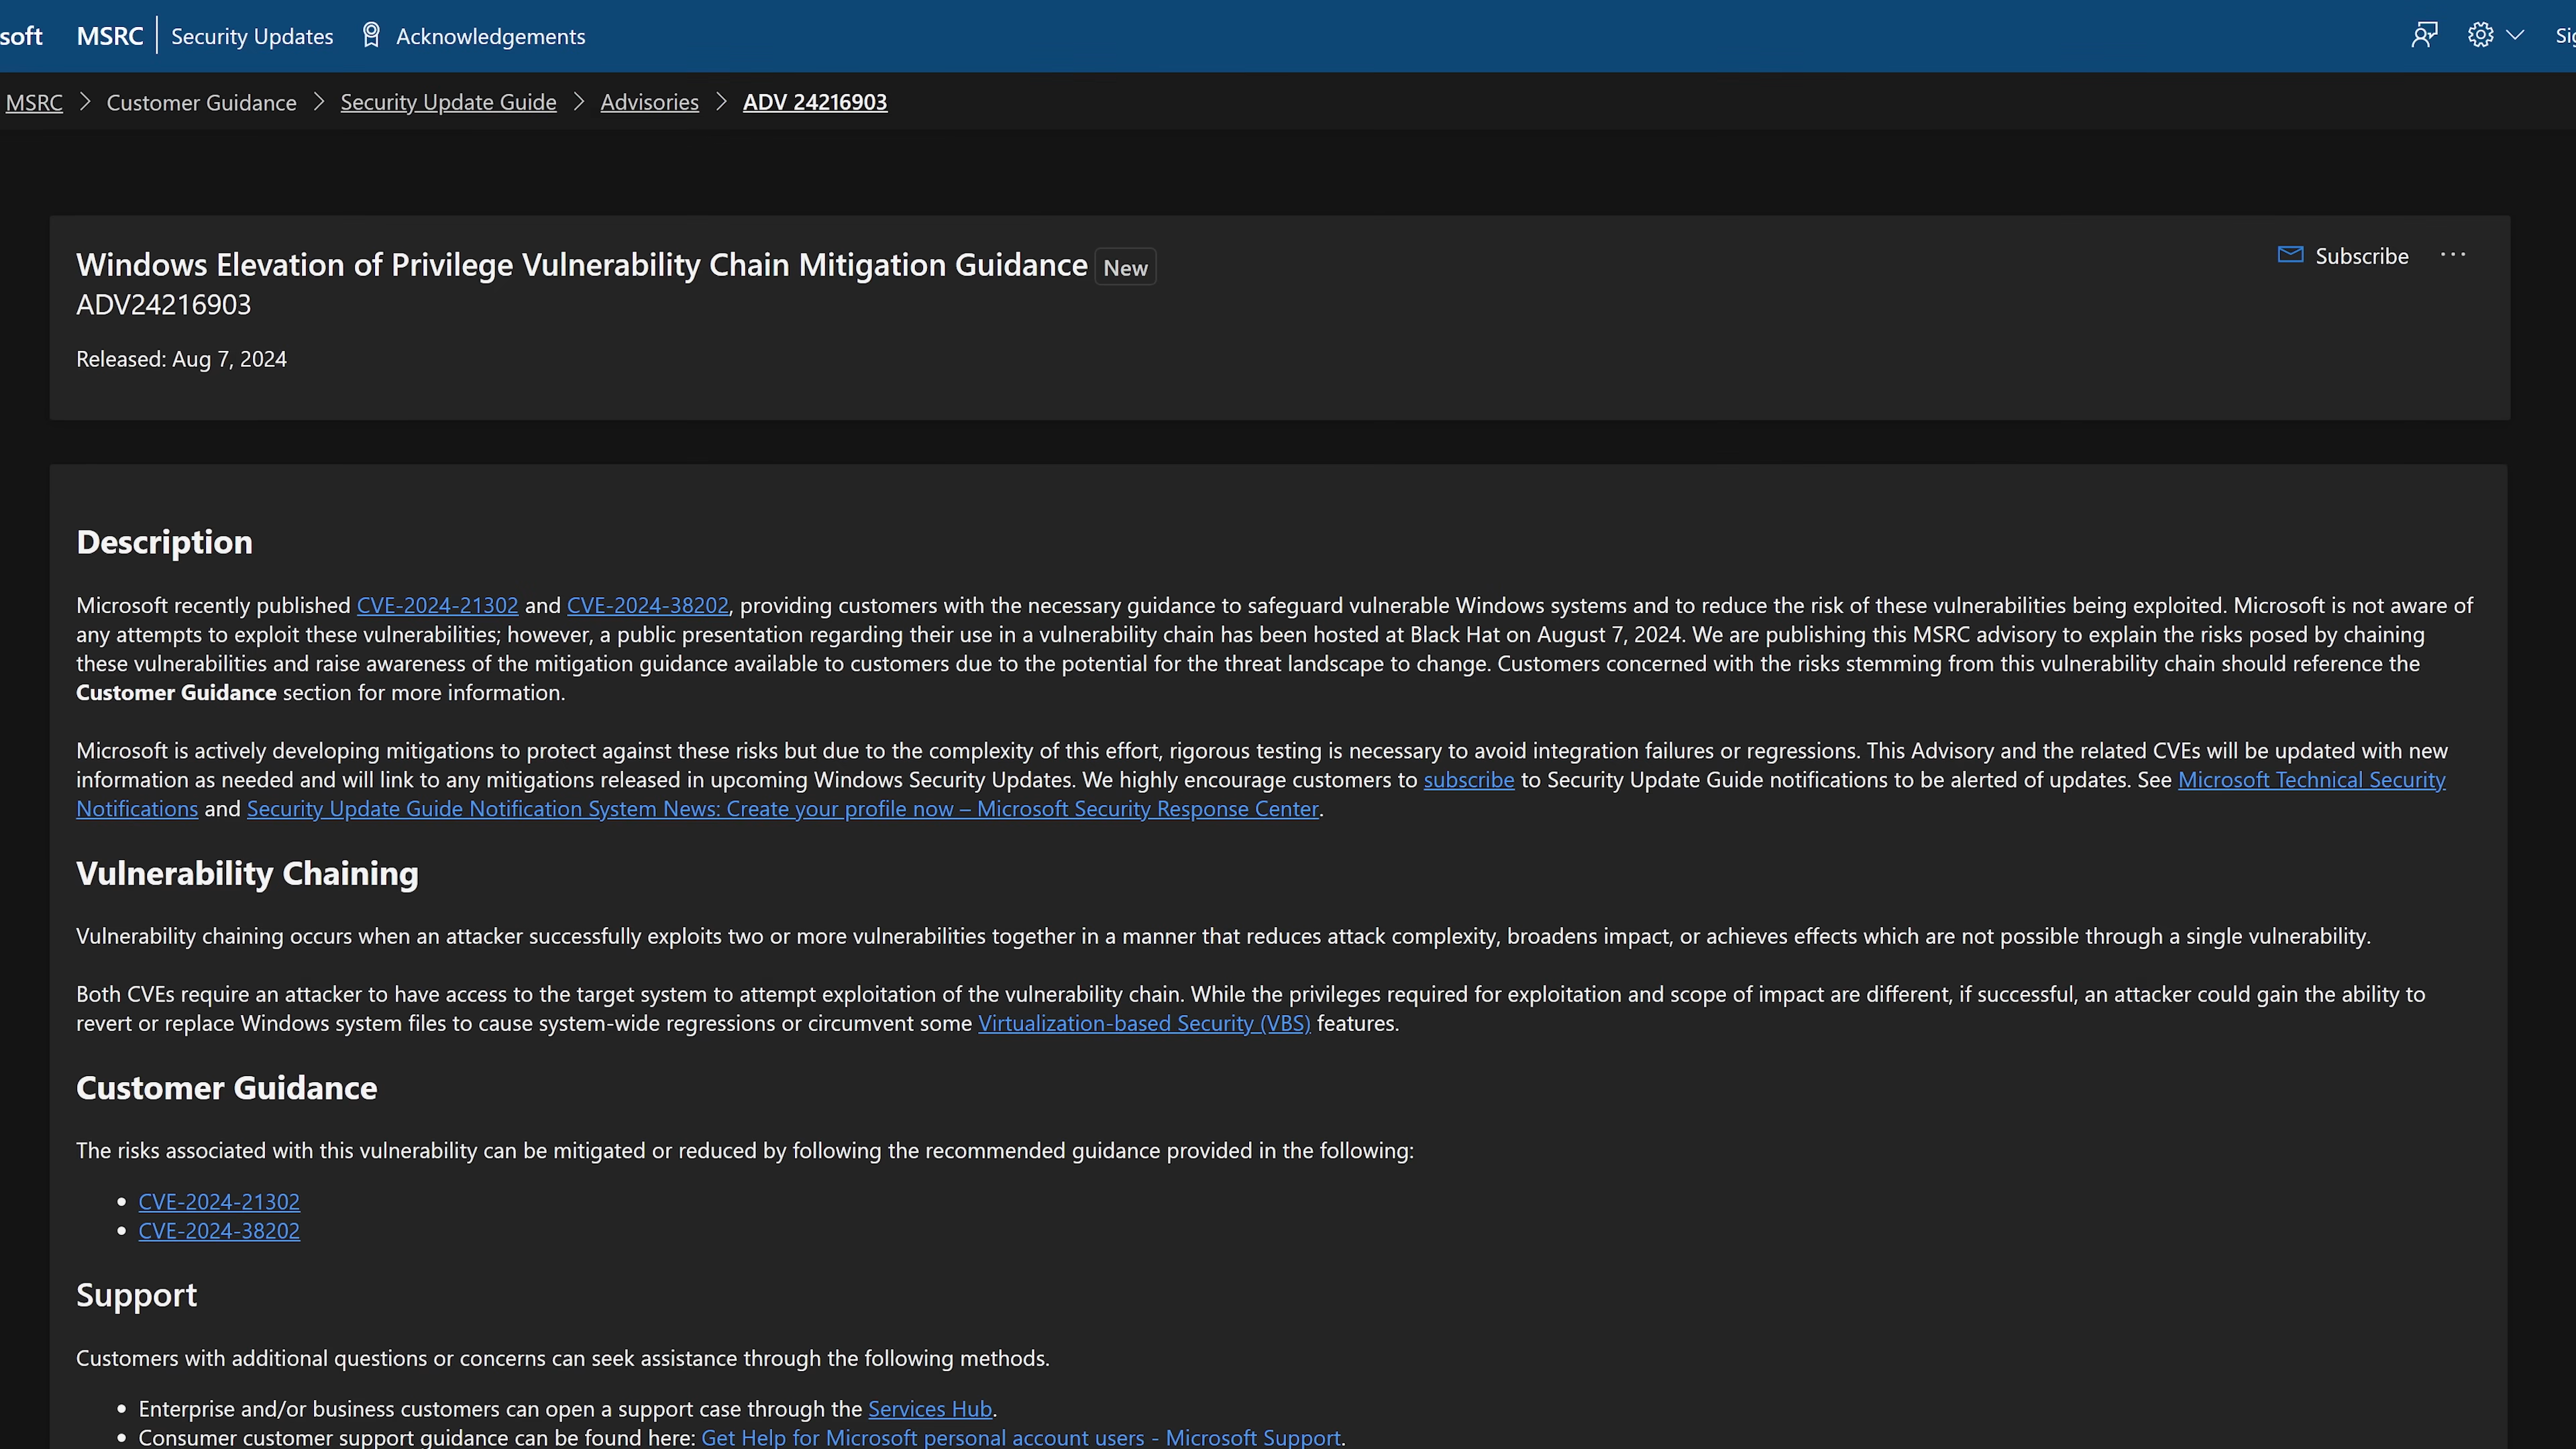 soft MSRC Security Updates Acknowledgements
MSRC > Customer Guidance > Security Update Guide > Advisories > ADV 24216903
Windows Elevation of Privilege Vulnerability Chain Mitigation Guidance New
Subscribe ...
ADV24216903
Released: Aug 7, 2024
Description
Microsoft recently published CVE-2024-21302 and CVE-2024-38202, providing customers with the necessary guidance to safeguard vulnerable Windows systems and to reduce the risk of these vulnerabilities being exploited. Microsoft is not aware of
any attempts to exploit these vulnerabilities; however, a public presentation regarding their use in a vulnerability chain has been hosted at Black Hat on August 7, 2024. We are publishing this MSRC advisory to explain the risks posed by chaining
these vulnerabilities and raise awareness of the mitigation guidance available to customers due to the potential for the threat landscape to change. Customers concerned with the risks stemming from this vulnerability chain should reference the
Customer Guidance section for more information.
Microsoft is actively developing mitigations to protect against these risks but due to the complexity of this effort, rigorous testing is necessary to avoid integration failures or regressions. This Advisory and the related CVEs will be updated with new
information as needed and will link to any mitigations released in upcoming Windows Security Updates. We highly encourage customers to subscribe to Security Update Guide notifications to be alerted of updates. See Microsoft Technical Security
Notifications and Security Update Guide Notification System News: Create your profile now – Microsoft Security Response Center.
Vulnerability Chaining
Vulnerability chaining occurs when an attacker successfully exploits two or more vulnerabilities together in a manner that reduces attack complexity, broadens impact, or achieves effects which are not possible through a single vulnerability.
Both CVEs require an attacker to have access to the target system to attempt exploitation of the vulnerability chain. While the privileges required for exploitation and scope of impact are different, if successful, an attacker could gain the ability to
revert or replace Windows system files to cause system-wide regressions or circumvent some Virtualization-based Security (VBS) features.
Customer Guidance
The risks associated with this vulnerability can be mitigated or reduced by following the recommended guidance provided in the following:
• CVE-2024-21302
• CVE-2024-38202
Support
Customers with additional questions or concerns can seek assistance through the following methods.
• Enterprise and/or business customers can open a support case through the Services Hub.
• Consumer customer support guidance can be found here: Get Help for Microsoft personal account users - Microsoft Support.